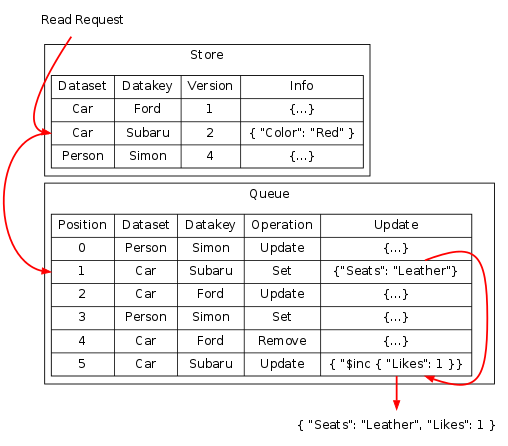 Read Request
Store
Dataset Datakey Version Info
Car Ford 1 {...}
Car Subaru 2 { "Color": "Red" }
Person Simon 4 {...}
Queue
Position Dataset Datakey Operation Update
0 Person Simon Update {...}
1 Car Subaru Set {"Seats": "Leather"}
2 Car Ford Update {...}
3 Person Simon Set {...}
4 Car Ford Remove {...}
5 Car Subaru Update { "$inc { "Likes": 1 }}
{ "Seats": "Leather", "Likes": 1 }